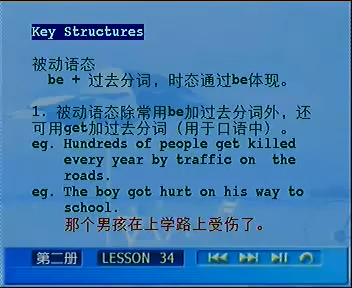 Key Structures
被动语态
be + 过去分词，时态通过be体现。
1. 被动语态除常用be加过去分词外，还
可用get加过去分词（用于口语中）。
eg. Hundreds of people get killed
every year by traffic on the
roads.
eg. The boy got hurt on his way to
school.
那个男孩在上学路上受伤了。
第二册 LESSON 34